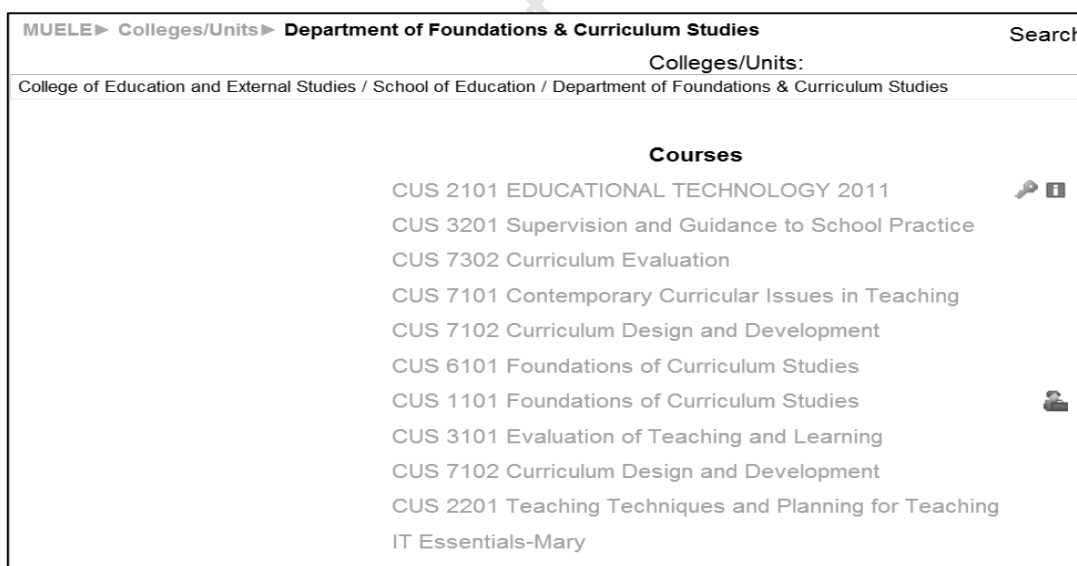 MUELE► Colleges/Units► Department of Foundations & Curriculum Studies
Search
Colleges/Units:
College of Education and External Studies / School of Education / Department of Foundations & Curriculum Studies
Courses
CUS 2101 EDUCATIONAL TECHNOLOGY 2011
CUS 3201 Supervision and Guidance to School Practice
CUS 7302 Curriculum Evaluation
CUS 7101 Contemporary Curricular Issues in Teaching
CUS 7102 Curriculum Design and Development
CUS 6101 Foundations of Curriculum Studies
CUS 1101 Foundations of Curriculum Studies
CUS 3101 Evaluation of Teaching and Learning
CUS 7102 Curriculum Design and Development
CUS 2201 Teaching Techniques and Planning for Teaching
IT Essentials-Mary